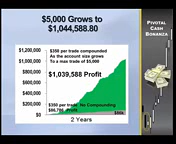 $5,000 Grows to
$1,044,588.80
PIVOTAL
CASH
BONANZA
$1,200,000
$1,000,000
$800,000
$600,000
$400,000
$200,000
$0
$350 per trade compounded
As the account size grows
to a max trade of $5,000
$1,039,588 Profit
$350 per trade, No Compounding
Profit
2 Years